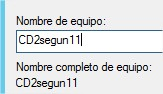 Nombre de equipo:
CD2segun11
Nombre completo de equipo:
CD2segun11